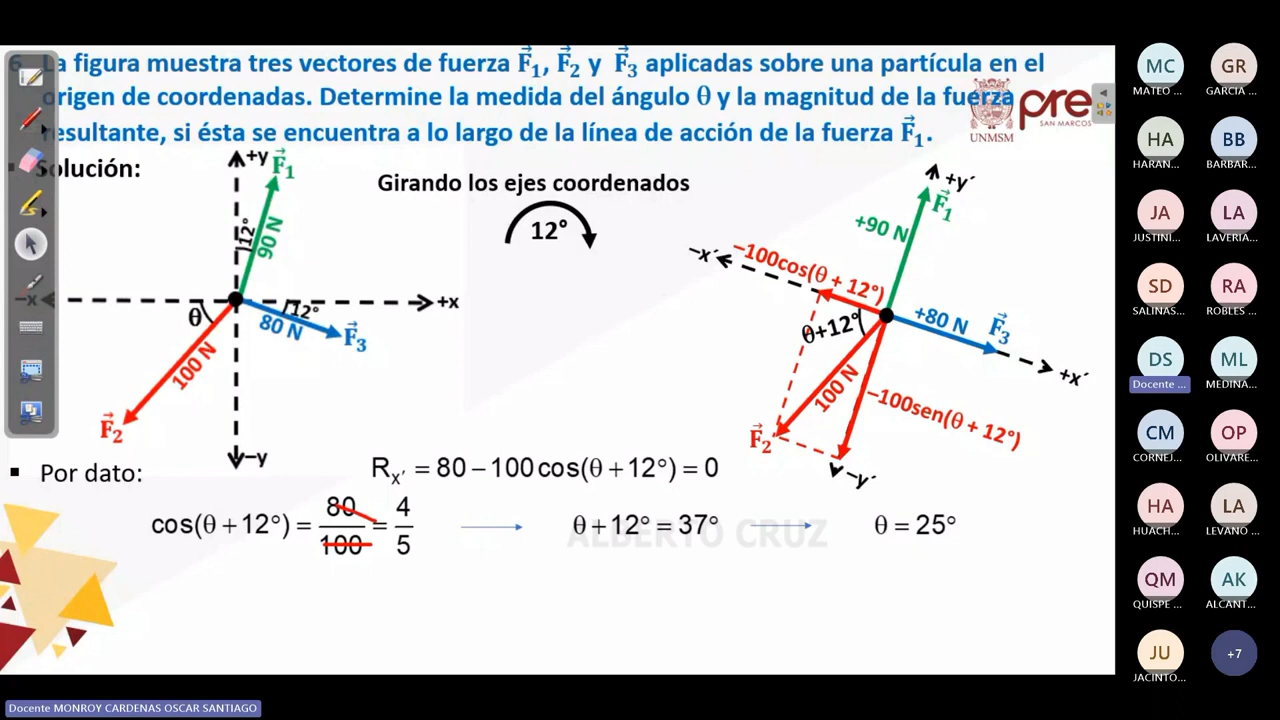 6. La figura muestra tres vectores de fuerza F⃗₁, F⃗₂ y F⃗₃ aplicadas sobre una partícula en el
origen de coordenadas. Determine la medida del ángulo θ y la magnitud de la fuerza
resultante, si ésta se encuentra a lo largo de la línea de acción de la fuerza F⃗₁.
UNMSM
pre
SAN MARCOS
Solución:
+y
F⃗₁
12°
90 N
−x
+x
θ
12°
80 N
F⃗₃
100 N
F⃗₂
−y
Girando los ejes coordenados
12°
+y´
F⃗₁
+90 N
−x´
−100cos(θ + 12°)
θ+12°
+80 N
F⃗₃
+x´
100 N
−100sen(θ + 12°)
F⃗₂
−y´
▪ Por dato:
Rx′ = 80 − 100 cos(θ + 12°) = 0
cos(θ + 12°) = 80/100 = 4/5
θ + 12° = 37°
θ = 25°
ALBERTO CRUZ
MC
MATEO ...
GR
GARCIA ...
HA
HARAN...
BB
BARBAR...
JA
JUSTINI...
LA
LAVERIA...
SD
SALINAS...
RA
ROBLES ...
DS
Docente ...
ML
MEDINA...
CM
CORNEJ...
OP
OLIVARE...
HA
HUACH...
LA
LEVANO ...
QM
QUISPE ...
AK
ALCANT...
JU
JACINTO...
+7
Docente MONROY CARDENAS OSCAR SANTIAGO